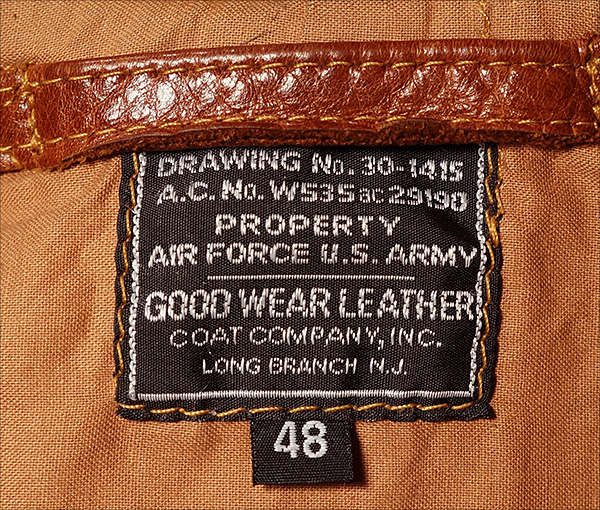 DRAWING No. 30-1415
A.C. No. W535 AC 29190
PROPERTY
AIR FORCE U.S. ARMY
GOOD WEAR LEATHER
COAT COMPANY, INC.
LONG BRANCH N.J.
48